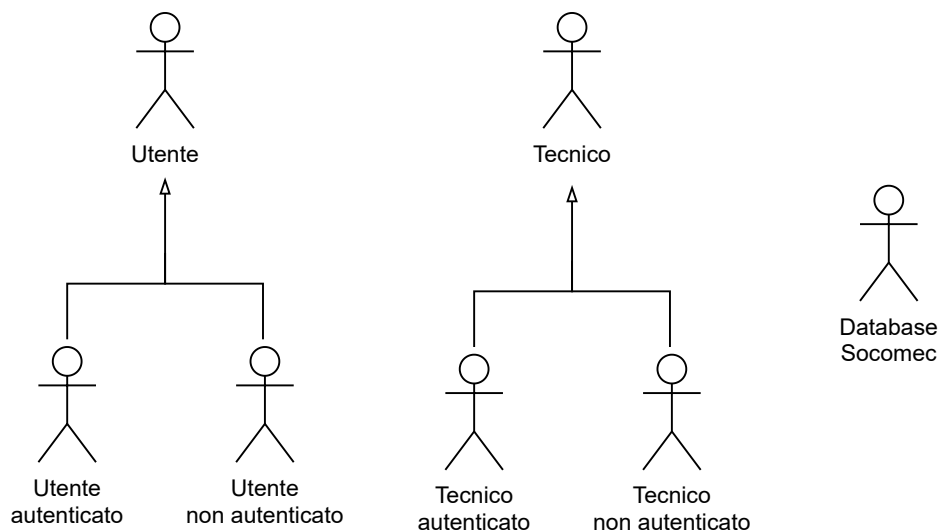 Utente
Tecnico
Database
Socomec
Utente
autenticato
Utente
non autenticato
Tecnico
autenticato
Tecnico
non autenticato